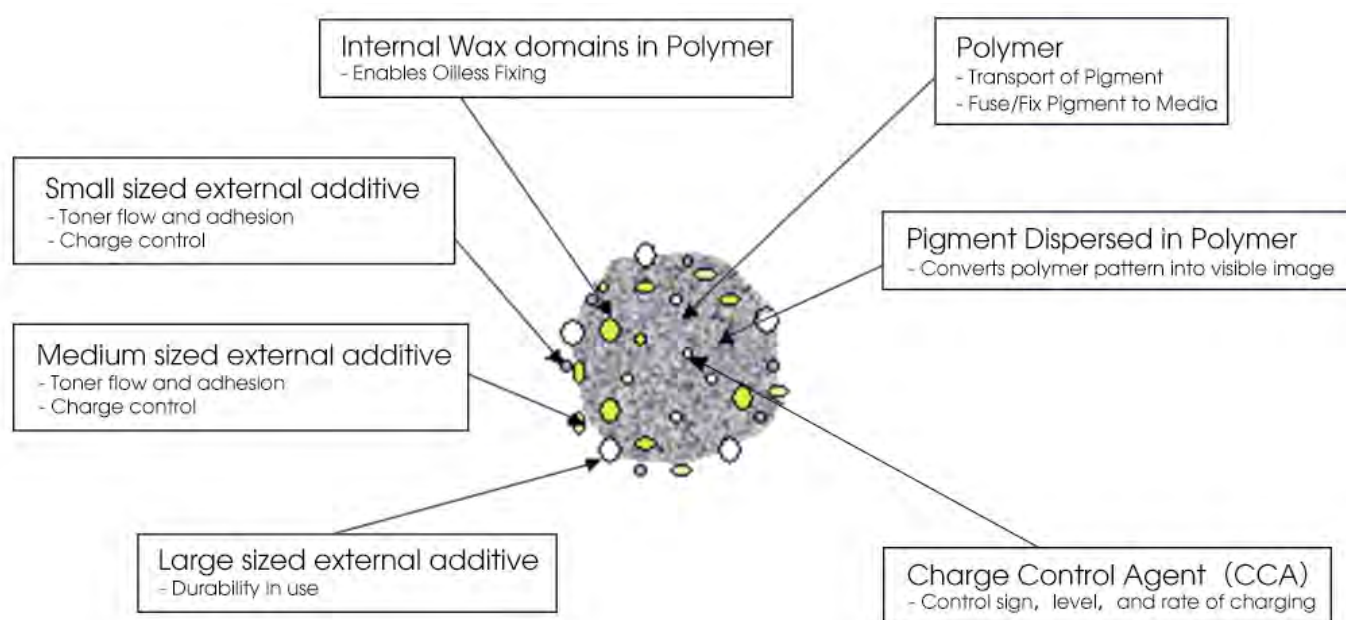 Internal Wax domains in Polymer
- Enables Oilless Fixing
Polymer
- Transport of Pigment
- Fuse/Fix Pigment to Media
Small sized external additive
- Toner flow and adhesion
- Charge control
Pigment Dispersed in Polymer
- Converts polymer pattern into visible image
Medium sized external additive
- Toner flow and adhesion
- Charge control
Large sized external additive
- Durability in use
Charge Control Agent（CCA）
- Control sign, level, and rate of charging